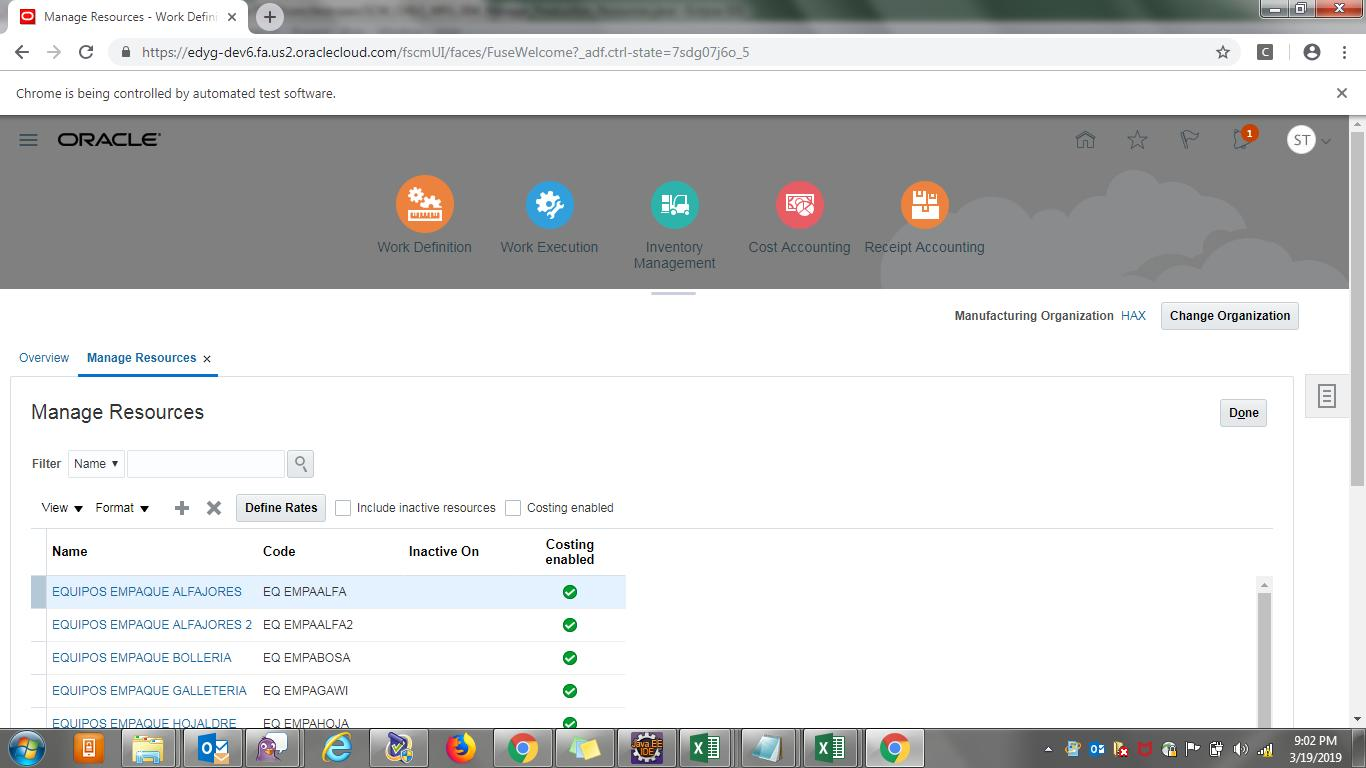 Manage Resources - Work Defini
https://edyg-dev6.fa.us2.oraclecloud.com/fscmUI/faces/FuseWelcome?_adf.ctrl-state=7sdg07j6o_5
C
Chrome is being controlled by automated test software.
ORACLE
1
ST
Work Definition
Work Execution
Inventory
Management
Cost Accounting
Receipt Accounting
Manufacturing Organization HAX
Change Organization
Overview
Manage Resources
Manage Resources
Done
Filter Name
View Format
Define Rates
Include inactive resources
Costing enabled
Name Code Inactive On Costing
enabled
EQUIPOS EMPAQUE ALFAJORES EQ EMPAALFA
EQUIPOS EMPAQUE ALFAJORES 2 EQ EMPAALFA2
EQUIPOS EMPAQUE BOLLERIA EQ EMPABOSA
EQUIPOS EMPAQUE GALLETERIA EQ EMPAGAWI
EQUIPOS EMPAQUE HOJALDRE EQ EMPAHOJA
Java EE
IDE
9:02 PM
3/19/2019